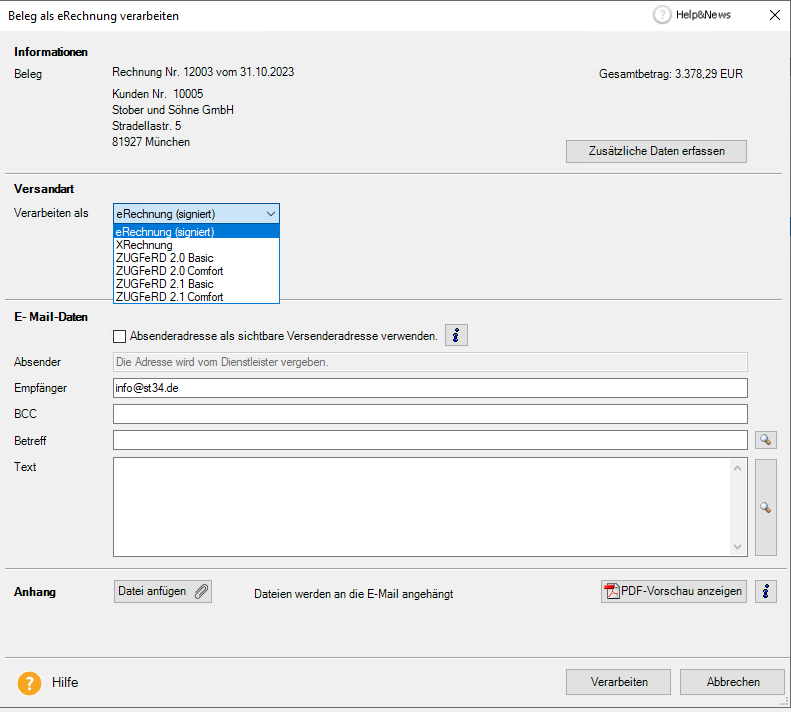 Beleg als eRechnung verarbeiten
? Help&News
Informationen
Beleg
Rechnung Nr. 12003 vom 31.10.2023
Gesamtbetrag: 3.378,29 EUR
Kunden Nr. 10005
Stober und Söhne GmbH
Stradellastr. 5
81927 München
Zusätzliche Daten erfassen
Versandart
Verarbeiten als
eRechnung (signiert)
eRechnung (signiert)
XRechnung
ZUGFeRD 2.0 Basic
ZUGFeRD 2.0 Comfort
ZUGFeRD 2.1 Basic
ZUGFeRD 2.1 Comfort
E- Mail-Daten
Absenderadresse als sichtbare Versenderadresse verwenden.
Absender
Die Adresse wird vom Dienstleister vergeben.
Empfänger
info@st34.de
BCC
Betreff
Text
Anhang
Datei anfügen
Dateien werden an die E-Mail angehängt
PDF-Vorschau anzeigen
? Hilfe
Verarbeiten
Abbrechen